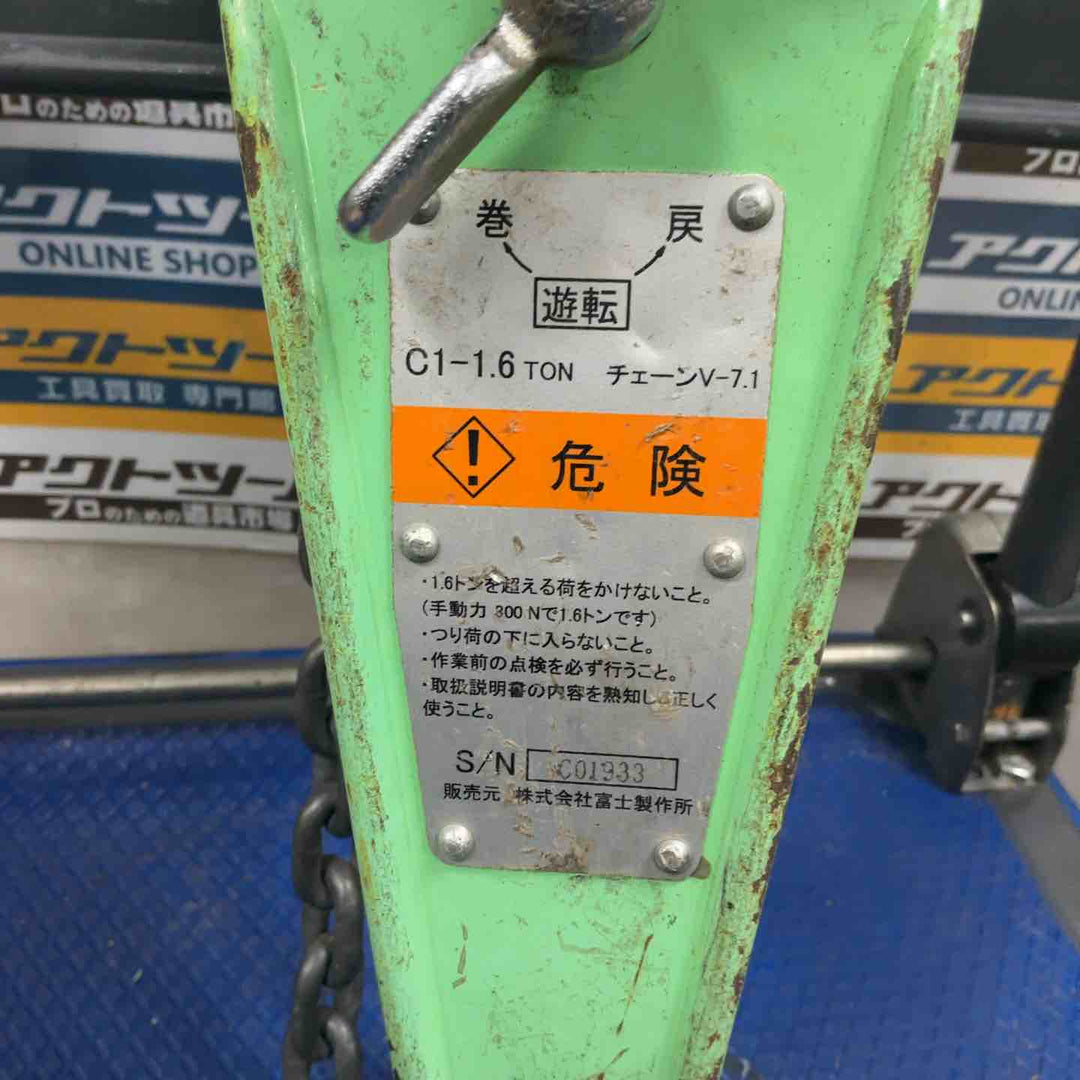 プロのための道具市
アクトツー
ONLINE SHOP
アクトツー
工具買取 専門館
アクトツール
プロのための道具市場
プロ
アクト
ONLIN
アクト
工具買取
アクト
巻 戻
遊転
C1-1.6 TON チェーンV-7.1
危険
・1.6トンを超える荷をかけないこと。
(手動力 300 Nで1.6トンです)
・つり荷の下に入らないこと。
・作業前の点検を必ず行うこと。
・取扱説明書の内容を熟知し 正しく
使うこと。
S/N C01933
販売元 株式会社富士製作所